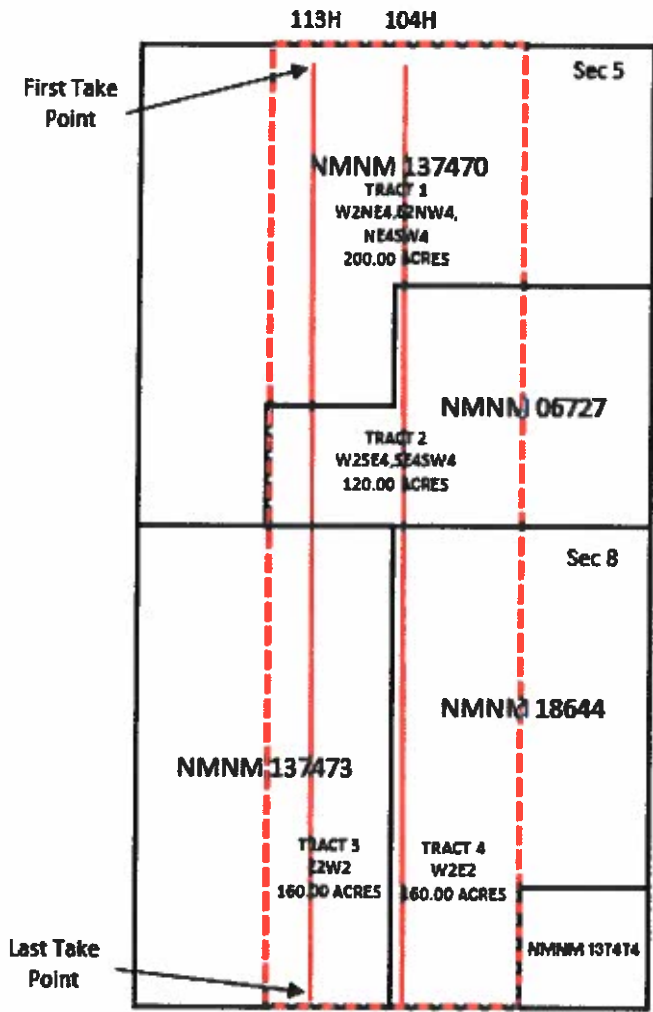 113H 104H
Sec 5
First Take
Point
NMNM 137470
TRACT 1
W2NE4,E2NW4,
NE4SW4
200.00 ACRES
NMNM 06727
TRACT 2
W2SE4,SE4SW4
120.00 ACRES
Sec 8
NMNM 18644
NMNM 137473
TRACT 3
E2W2
160.00 ACRES
TRACT 4
W2E2
160.00 ACRES
NMNM 137474
Last Take
Point